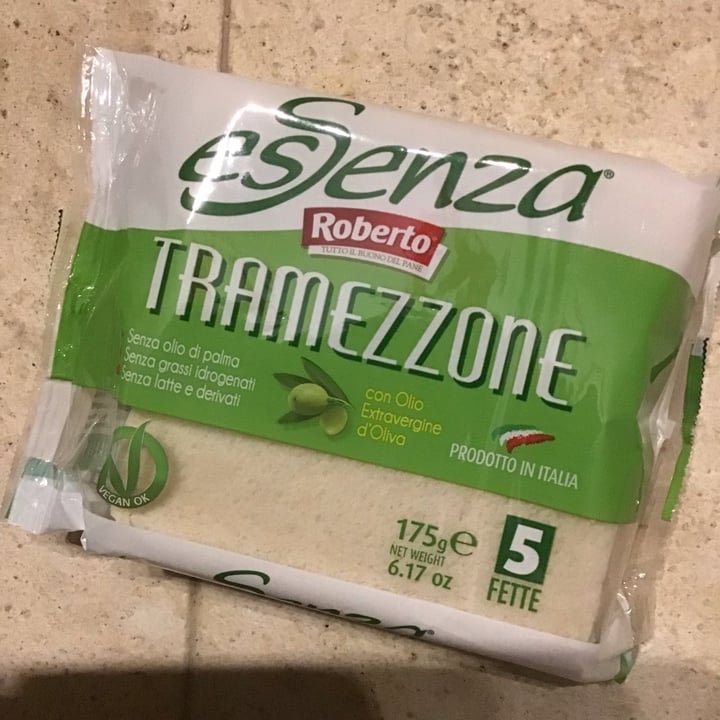 esSenza®
Roberto®
TUTTO IL BUONO DEL PANE
TRAMEZZONE
Senza olio di palma
Senza grassi idrogenati
Senza latte e derivati
con Olio
Extravergine
d'Oliva
PRODOTTO IN ITALIA
VEGAN OK
175g e
NET WEIGHT
6.17 oz
5
FETTE
esSenza